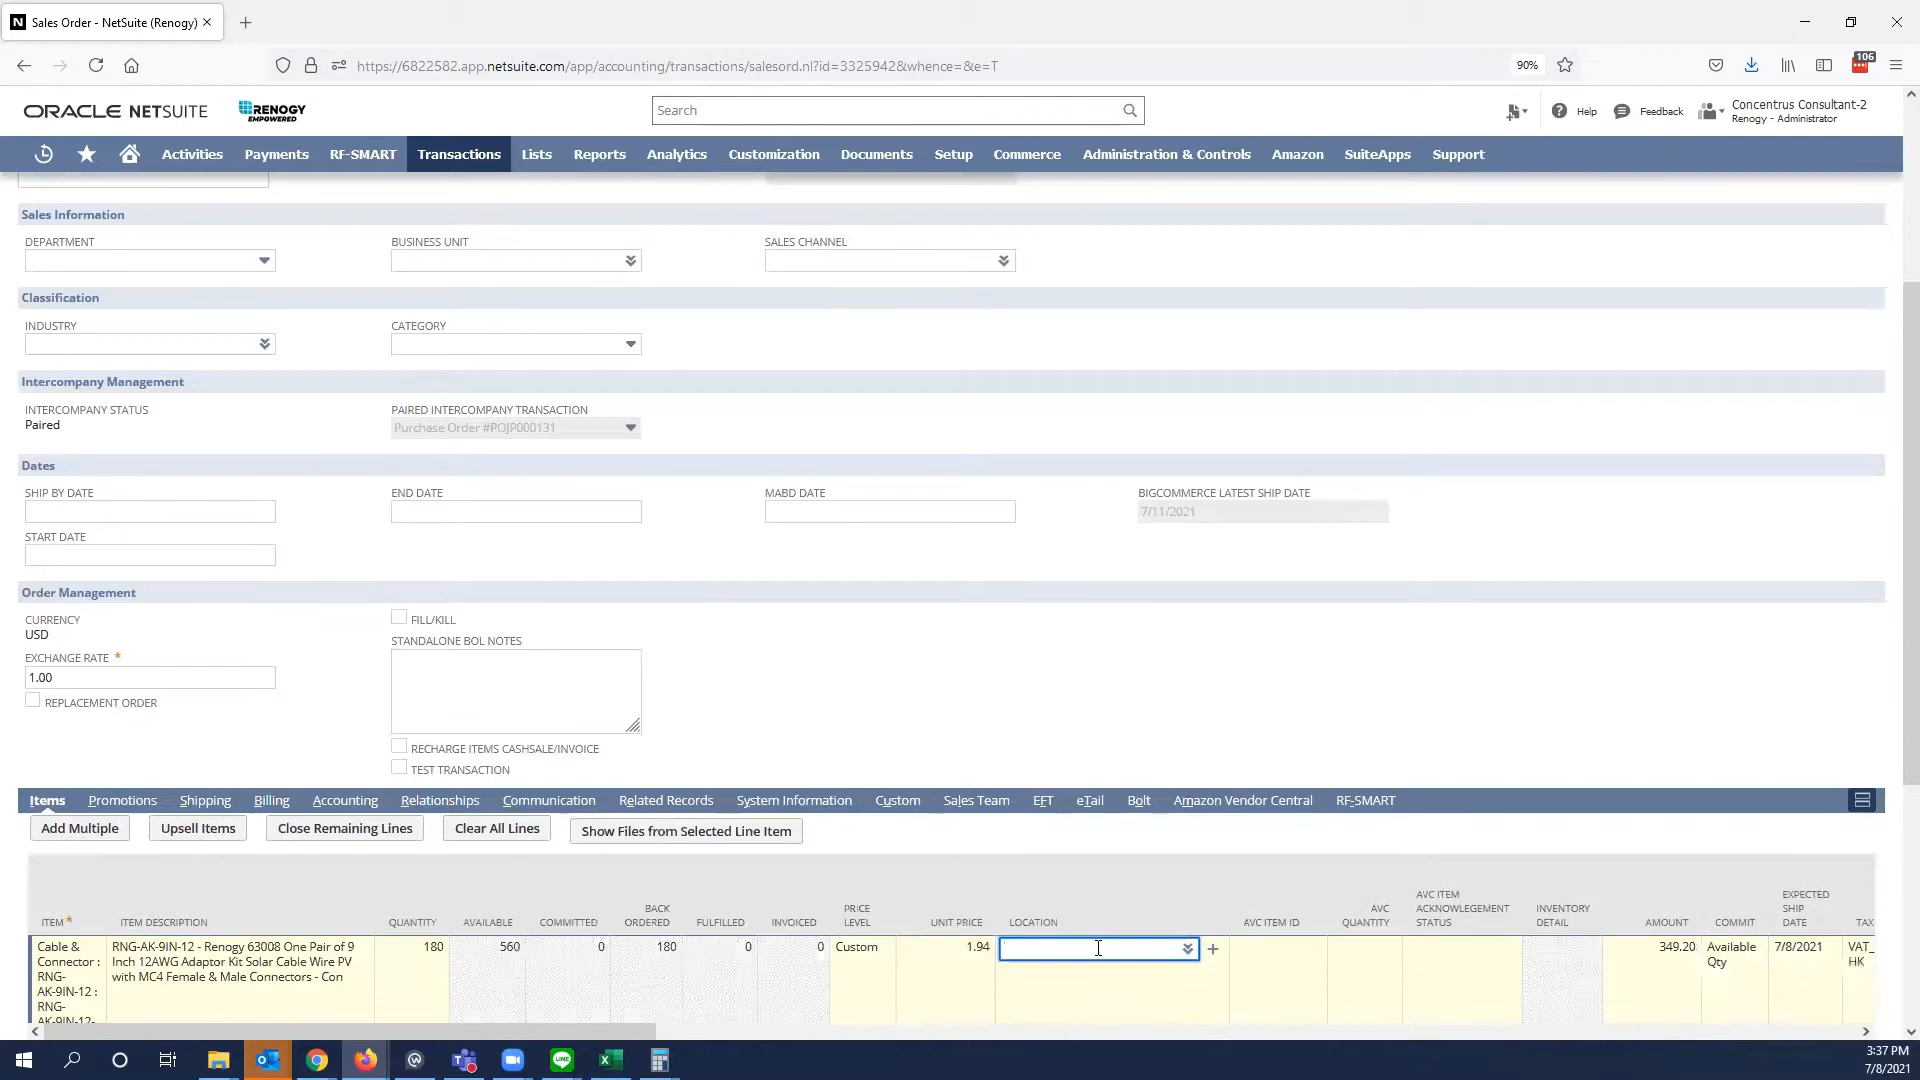 Sales Order - NetSuite (Renogy)
https://6822582.app.netsuite.com/app/accounting/transactions/salesord.nl?id=3325942&whence=&e=T
90%
106
ORACLE NETSUITE
RENOGY
EMPOWERED
Search
Help
Feedback
Concentrus Consultant-2
Renogy - Administrator
Activities Payments RF-SMART Transactions Lists Reports Analytics Customization Documents Setup Commerce Administration & Controls Amazon SuiteApps Support
Sales Information
DEPARTMENT
BUSINESS UNIT
SALES CHANNEL
Classification
INDUSTRY
CATEGORY
Intercompany Management
INTERCOMPANY STATUS
Paired
PAIRED INTERCOMPANY TRANSACTION
Purchase Order #POJP000131
Dates
SHIP BY DATE
END DATE
MABD DATE
BIGCOMMERCE LATEST SHIP DATE
7/11/2021
START DATE
Order Management
CURRENCY
USD
EXCHANGE RATE *
1.00
REPLACEMENT ORDER
FILL/KILL
STANDALONE BOL NOTES
RECHARGE ITEMS CASHSALE/INVOICE
TEST TRANSACTION
Items Promotions Shipping Billing Accounting Relationships Communication Related Records System Information Custom Sales Team EFT eTail Bolt Amazon Vendor Central RF-SMART
Add Multiple Upsell Items Close Remaining Lines Clear All Lines Show Files from Selected Line Item
ITEM *
ITEM DESCRIPTION
QUANTITY
AVAILABLE
COMMITTED
BACK
ORDERED
FULFILLED
INVOICED
PRICE
LEVEL
UNIT PRICE
LOCATION
AVC ITEM ID
AVC
QUANTITY
AVC ITEM
ACKNOWLEGEMENT
STATUS
INVENTORY
DETAIL
AMOUNT
COMMIT
EXPECTED
SHIP
DATE
TAX
Cable &
Connector :
RNG-
AK-9IN-12 :
RNG-
AK-9IN-12-
RNG-AK-9IN-12 - Renogy 63008 One Pair of 9
Inch 12AWG Adaptor Kit Solar Cable Wire PV
with MC4 Female & Male Connectors - Con
180
560
0
180
0
0
Custom
1.94
349.20
Available
Qty
7/8/2021
VAT_
HK
3:37 PM
7/8/2021